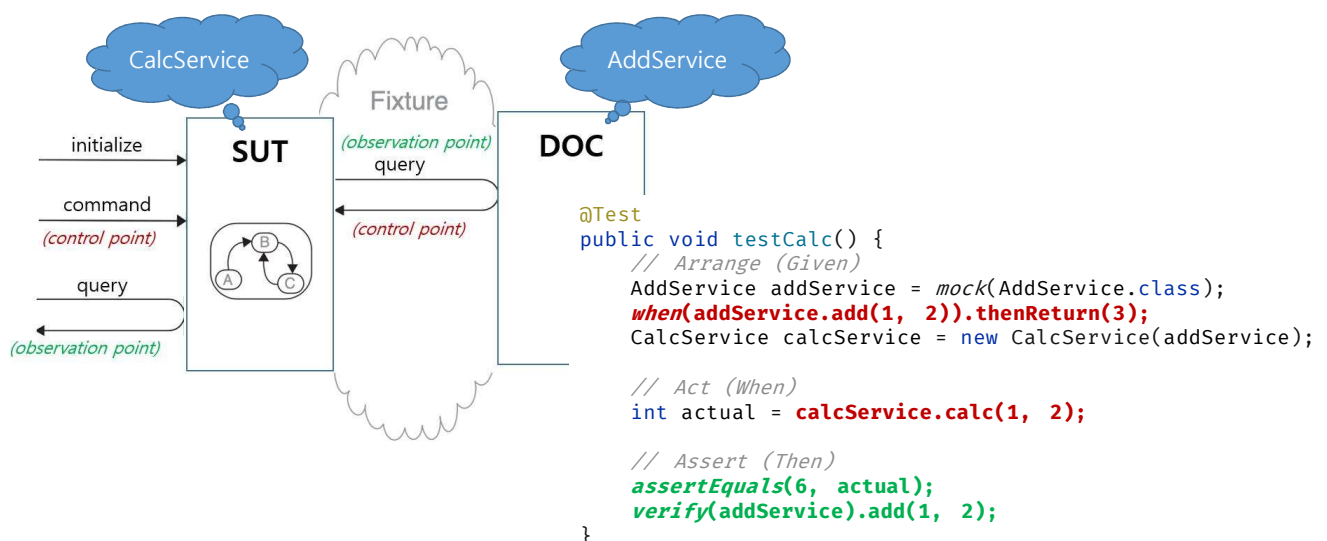 CalcService
AddService
Fixture
initialize
SUT
(observation point)
DOC
query
command
(control point)
(control point)
query
(observation point)
A
B
C
@Test
public void testCalc() {
// Arrange (Given)
AddService addService = mock(AddService.class);
when(addService.add(1, 2)).thenReturn(3);
CalcService calcService = new CalcService(addService);
// Act (When)
int actual = calcService.calc(1, 2);
// Assert (Then)
assertEquals(6, actual);
verify(addService).add(1, 2);
}